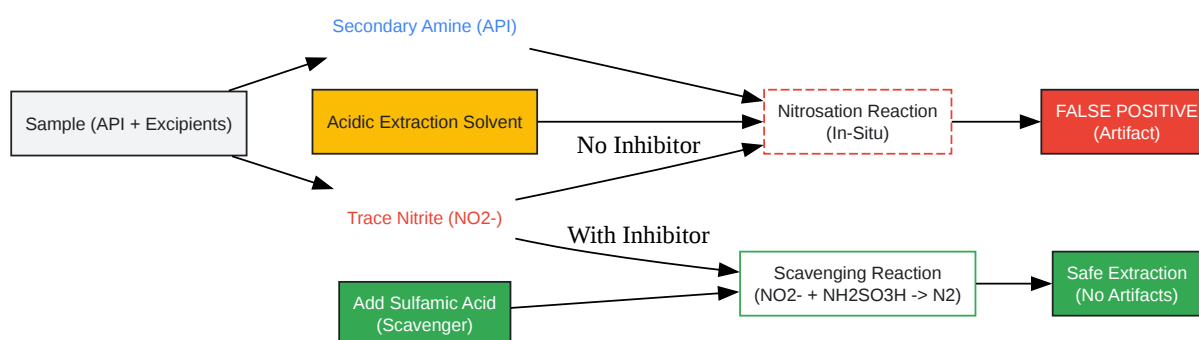 Secondary Amine (API)
Sample (API + Excipients)
Acidic Extraction Solvent
No Inhibitor
Nitrosation Reaction
(In-Situ)
FALSE POSITIVE
(Artifact)
Trace Nitrite (NO2-)
With Inhibitor
Add Sulfamic Acid
(Scavenger)
Scavenging Reaction
(NO2- + NH2SO3H -> N2)
Safe Extraction
(No Artifacts)